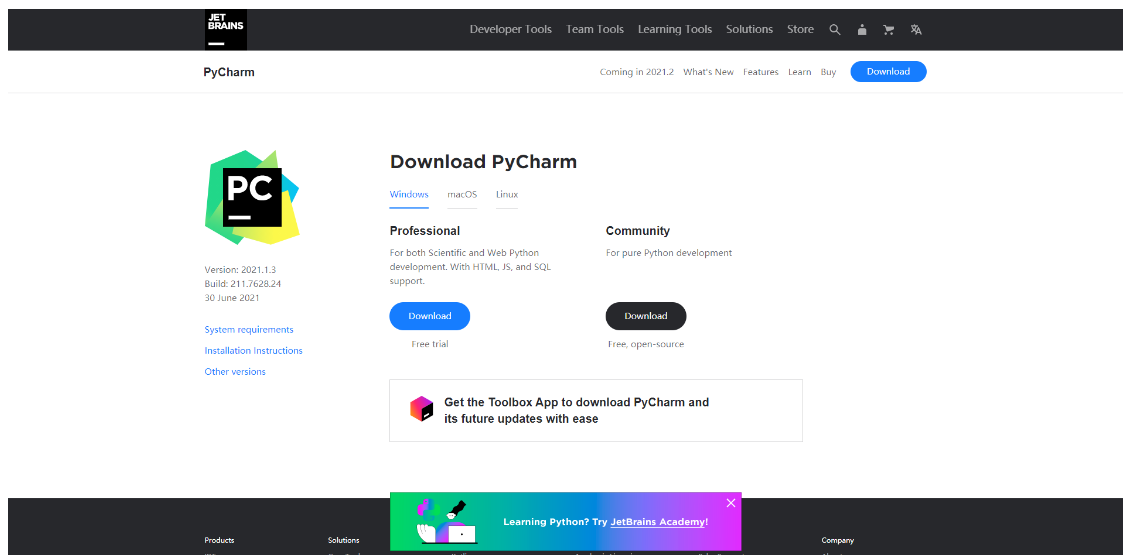 JET
BRAINS
Developer Tools Team Tools Learning Tools Solutions Store
PyCharm
Coming in 2021.2 What's New Features Learn Buy Download
PC
Version: 2021.1.3
Build: 211.7628.24
30 June 2021
System requirements
Installation Instructions
Other versions
Download PyCharm
Windows macOS Linux
Professional
For both Scientific and Web Python
development. With HTML, JS, and SQL
support.
Download
Free trial
Community
For pure Python development
Download
Free, open-source
Get the Toolbox App to download PyCharm and
its future updates with ease
Learning Python? Try JetBrains Academy!
Products Solutions Company